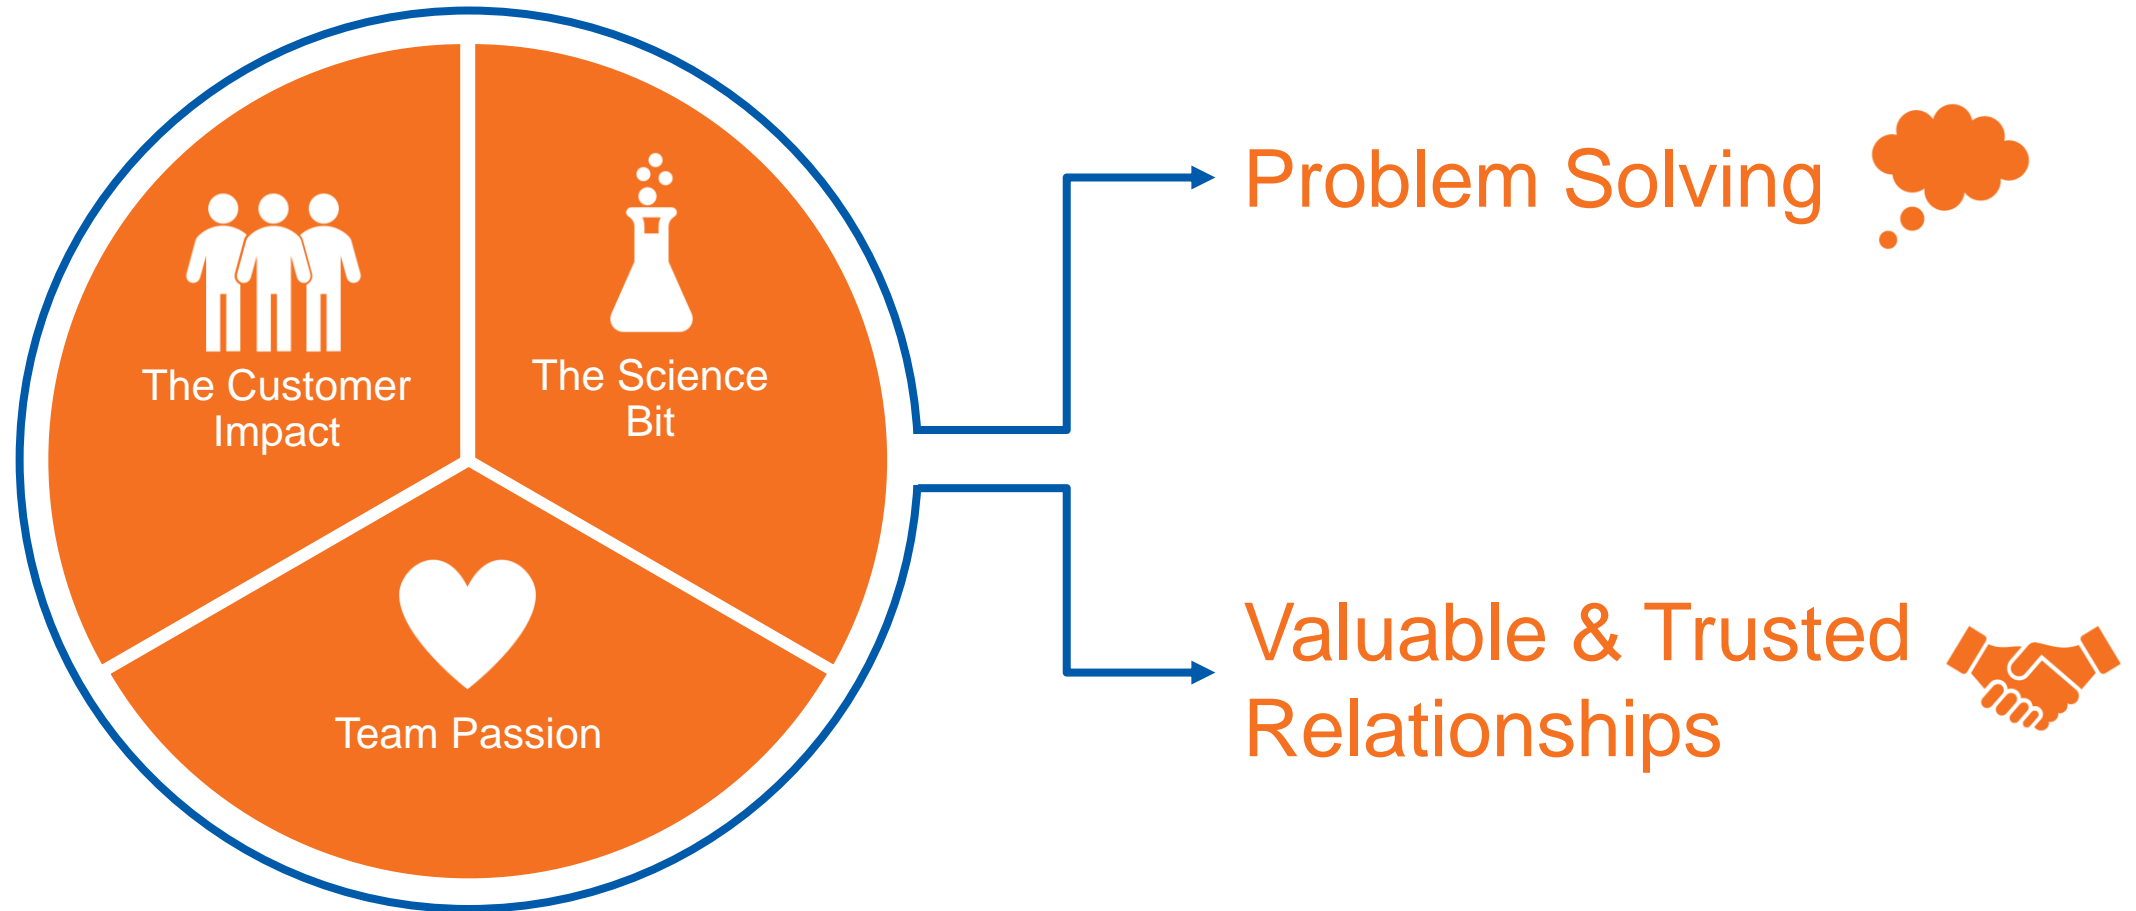 The Customer
Impact
The Science
Bit
Team Passion
Problem Solving
Valuable & Trusted
Relationships